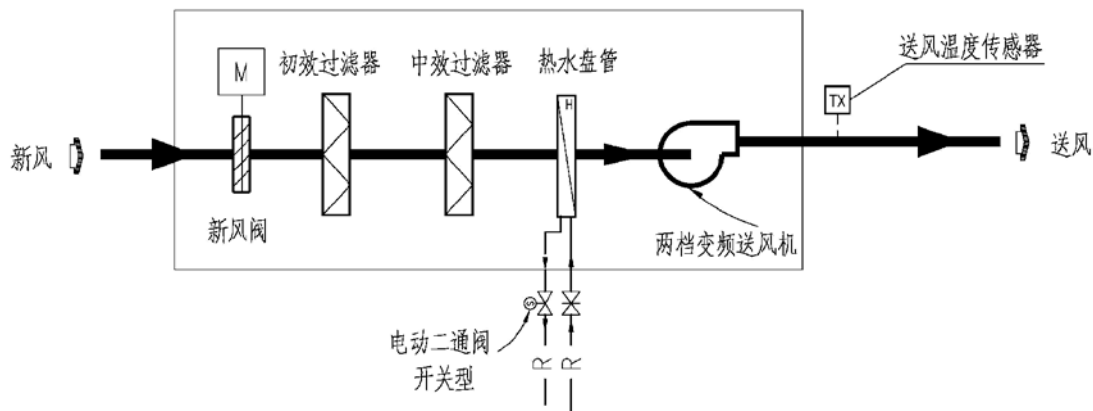 送风温度传感器
初效过滤器
中效过滤器
热水盘管
M
H
TX
新风
送风
新风阀
两档变频送风机
S
电动二通阀
开关型
R
R